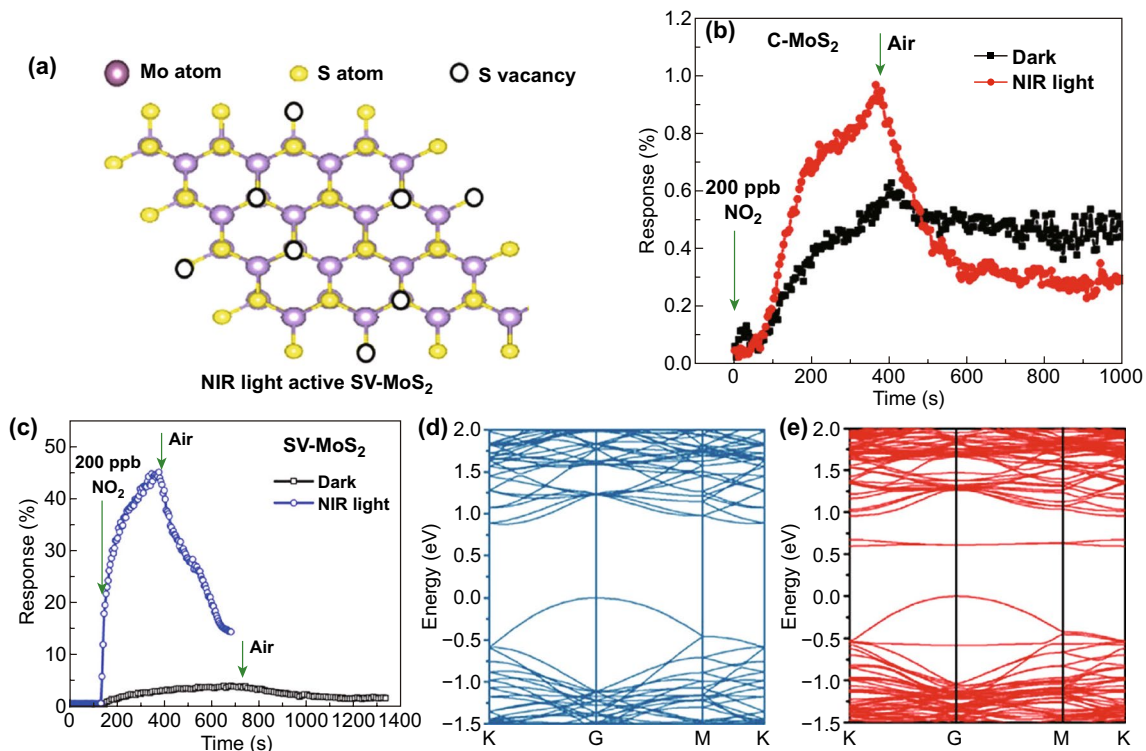 (a)
Mo atom
S atom
S vacancy
NIR light active SV-MoS₂
(b)
C-MoS₂
Air
Dark
NIR light
200 ppb
NO₂
Response (%)
1.2
1.0
0.8
0.6
0.4
0.2
0.0
0 200 400 600 800 1000
Time (s)
(c)
SV-MoS₂
Air
200 ppb
NO₂
Dark
NIR light
Air
Response (%)
50
45
40
35
30
25
20
15
10
5
0
0 200 400 600 800 1000 1200 1400
Time (s)
(d)
Energy (eV)
2.0
1.5
1.0
0.5
0.0
−0.5
−1.0
−1.5
K G M K
(e)
Energy (eV)
2.0
1.5
1.0
0.5
0.0
−0.5
−1.0
−1.5
K G M K